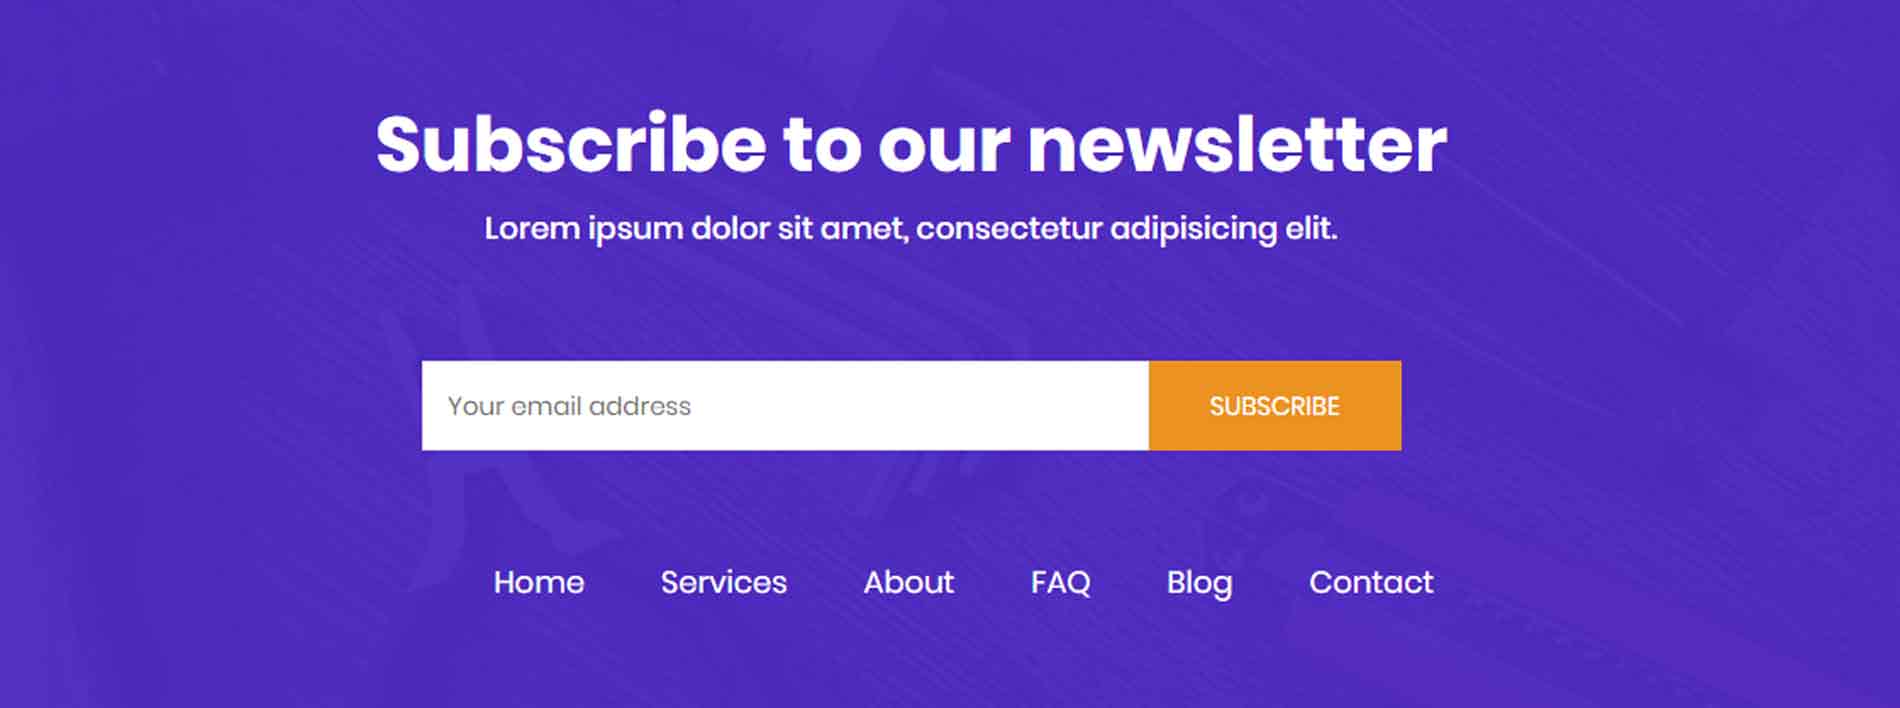 Subscribe to our newsletter
Lorem ipsum dolor sit amet, consectetur adipisicing elit.
Your email address SUBSCRIBE
Home Services About FAQ Blog Contact